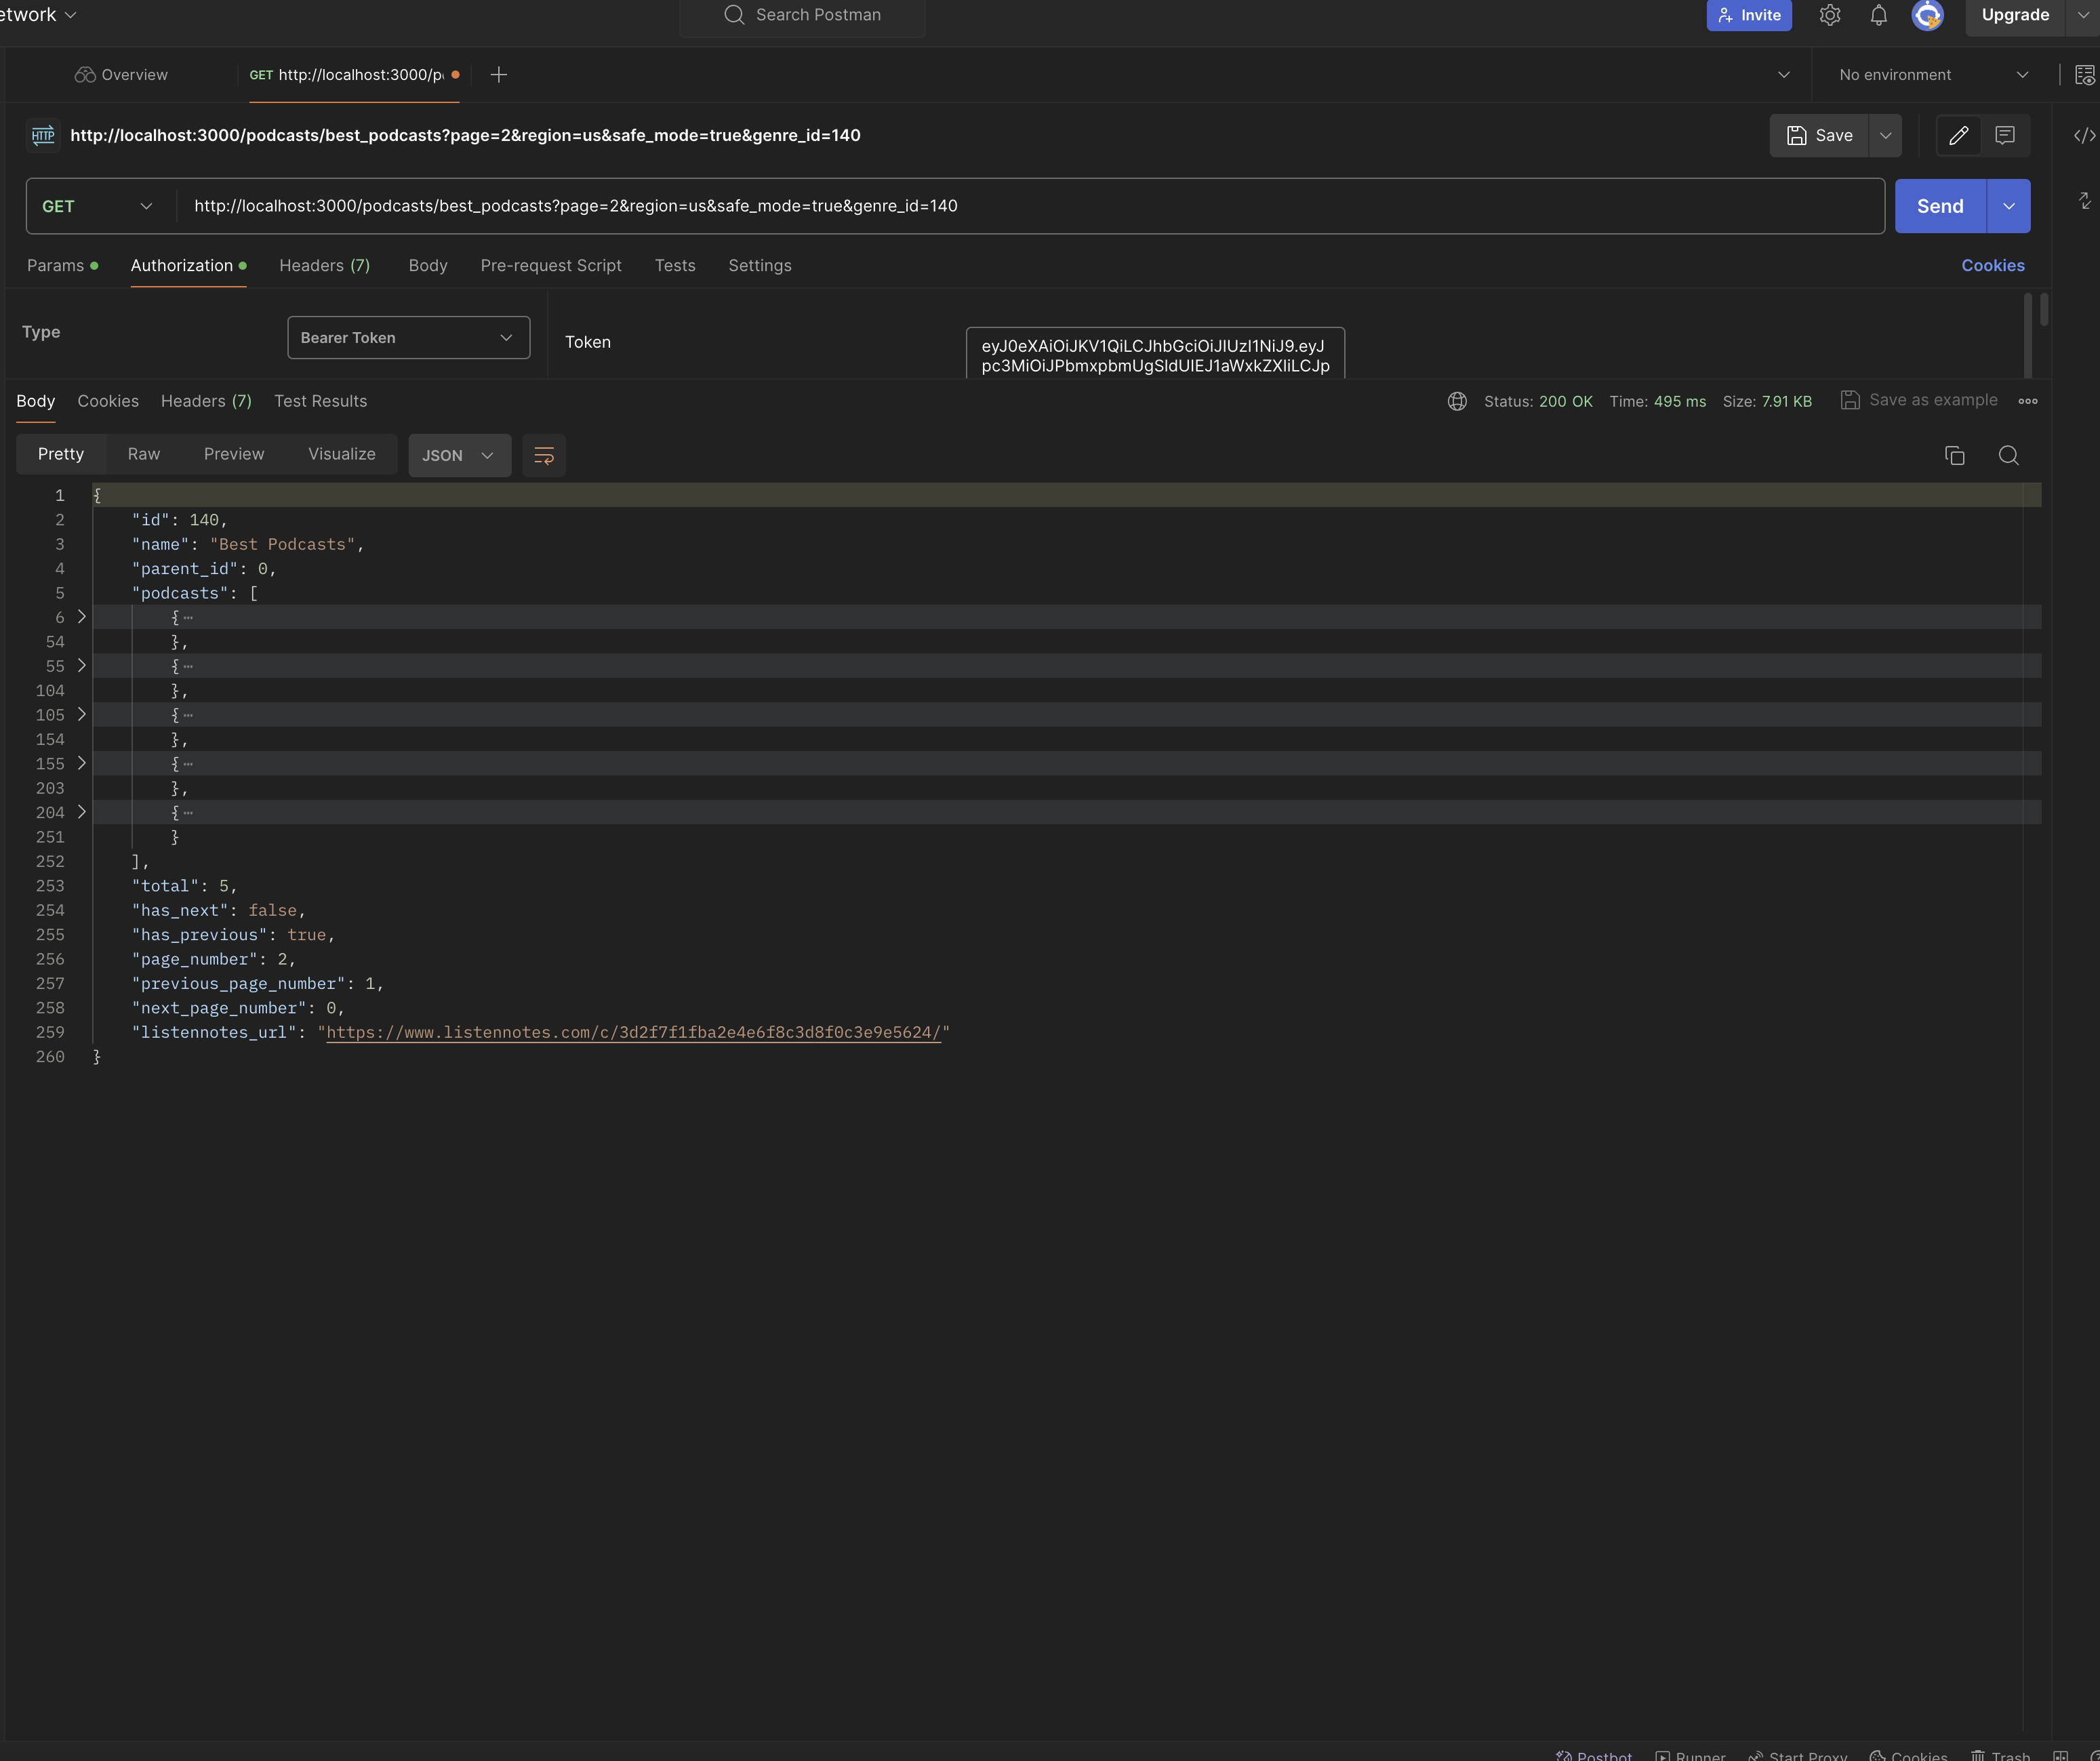 etwork
Search Postman
Invite
Upgrade
Overview
GET http://localhost:3000/p
No environment
HTTP http://localhost:3000/podcasts/best_podcasts?page=2&region=us&safe_mode=true&genre_id=140
Save
GET http://localhost:3000/podcasts/best_podcasts?page=2&region=us&safe_mode=true&genre_id=140
Send
Params Authorization Headers (7) Body Pre-request Script Tests Settings
Cookies
Type
Bearer Token
Token
eyJ0eXAiOiJKV1QiLCJhbGciOiJIUzI1NiJ9.eyJ
pc3MiOiJPbmxpbmUgSldUIEJ1aWxkZXIiLCJp
Body Cookies Headers (7) Test Results
Status: 200 OK Time: 495 ms Size: 7.91 KB Save as example
Pretty Raw Preview Visualize JSON
1 {
2 "id": 140,
3 "name": "Best Podcasts",
4 "parent_id": 0,
5 "podcasts": [
6 {
54 },
55 {
104 },
105 {
154 },
155 {
203 },
204 {
251 }
252 ],
253 "total": 5,
254 "has_next": false,
255 "has_previous": true,
256 "page_number": 2,
257 "previous_page_number": 1,
258 "next_page_number": 0,
259 "listennotes_url": "https://www.listennotes.com/c/3d2f7f1fba2e4e6f8c3d8f0c3e9e5624/"
260 }
Postbot Runner Start Proxy Cookies Trash